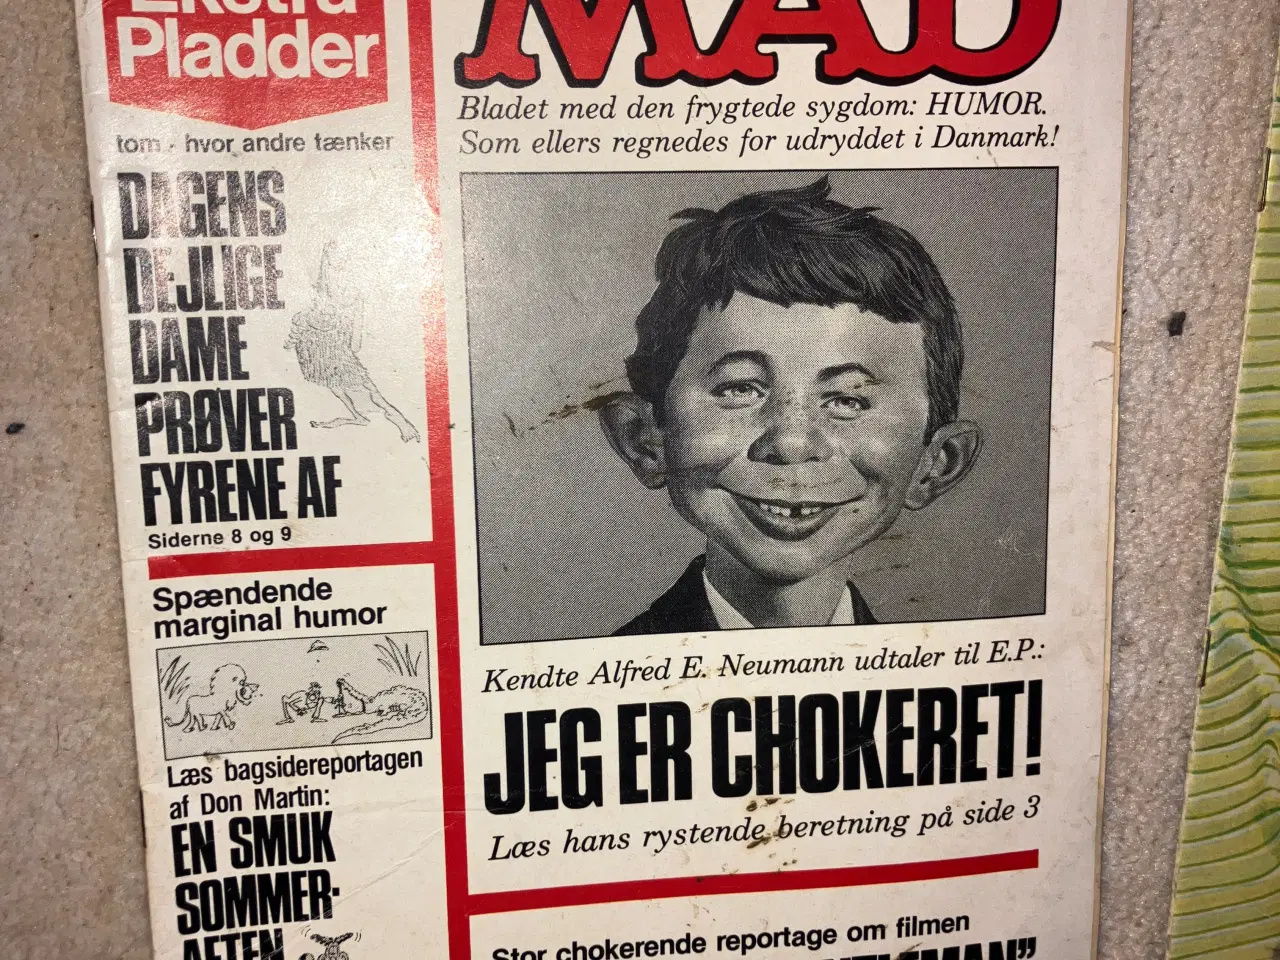 Ekstra
Pladder
tom - hvor andre tænker
DAGENS
DEJLIGE
DAME
PRØVER
FYRENE AF
Siderne 8 og 9
Spændende
marginal humor
Læs bagsidereportagen
af Don Martin:
EN SMUK
SOMMER-
AFTEN
MAD
Bladet med den frygtede sygdom: HUMOR.
Som ellers regnedes for udryddet i Danmark!
Kendte Alfred E. Neumann udtaler til E.P.:
JEG ER CHOKERET!
Læs hans rystende beretning på side 3
Stor chokerende reportage om filmen